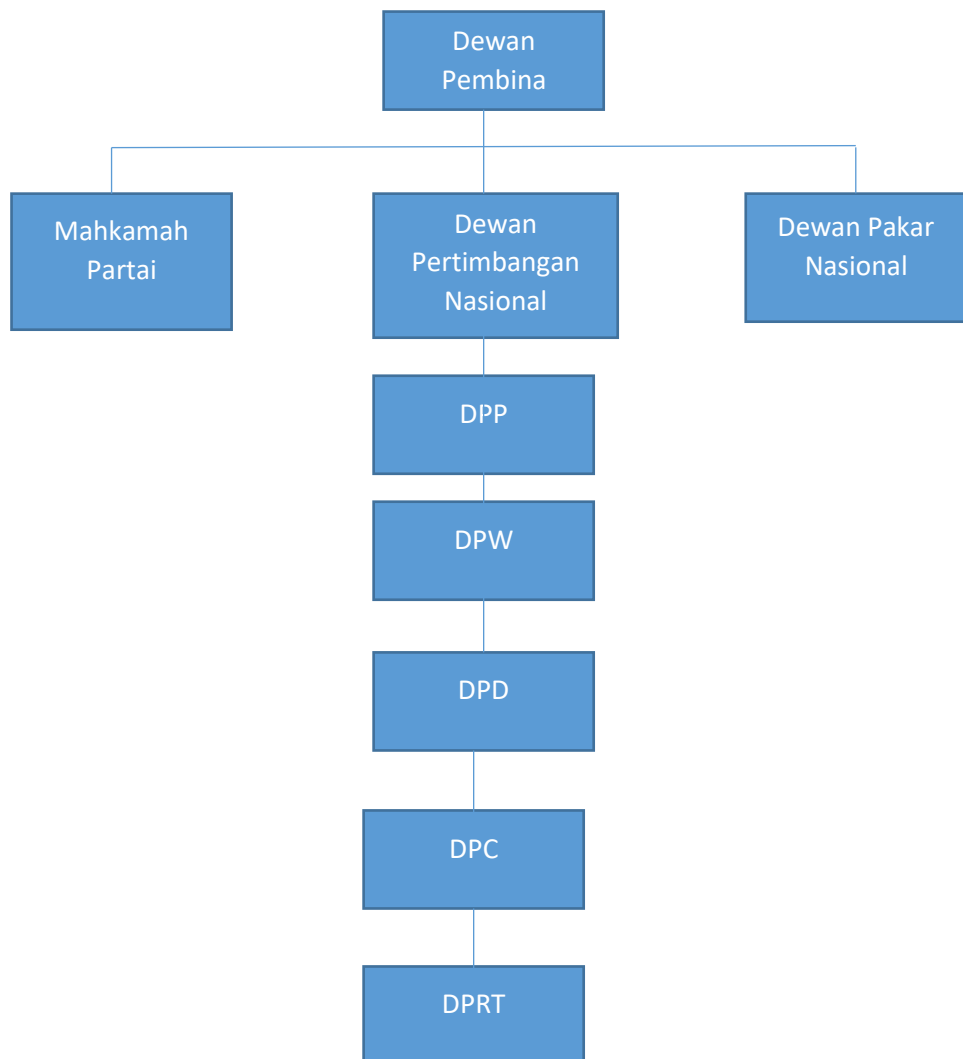 Dewan
Pembina
Mahkamah
Partai
Dewan
Pertimbangan
Nasional
Dewan Pakar
Nasional
DPP
DPW
DPD
DPC
DPRT